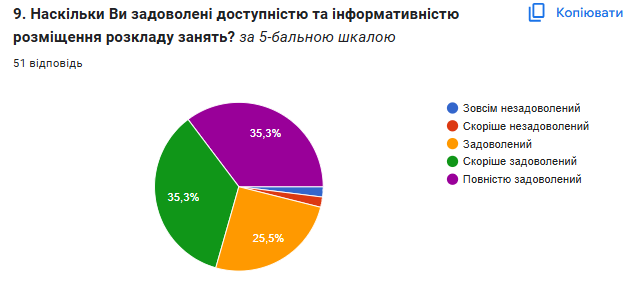 9. Наскільки Ви задоволені доступністю та інформативністю
розміщення розкладу занять? за 5-бальною шкалою
Копіювати
51 відповідь
35,3%
35,3%
25,5%
Зовсім незадоволений
Скоріше незадоволений
Задоволений
Скоріше задоволений
Повністю задоволений